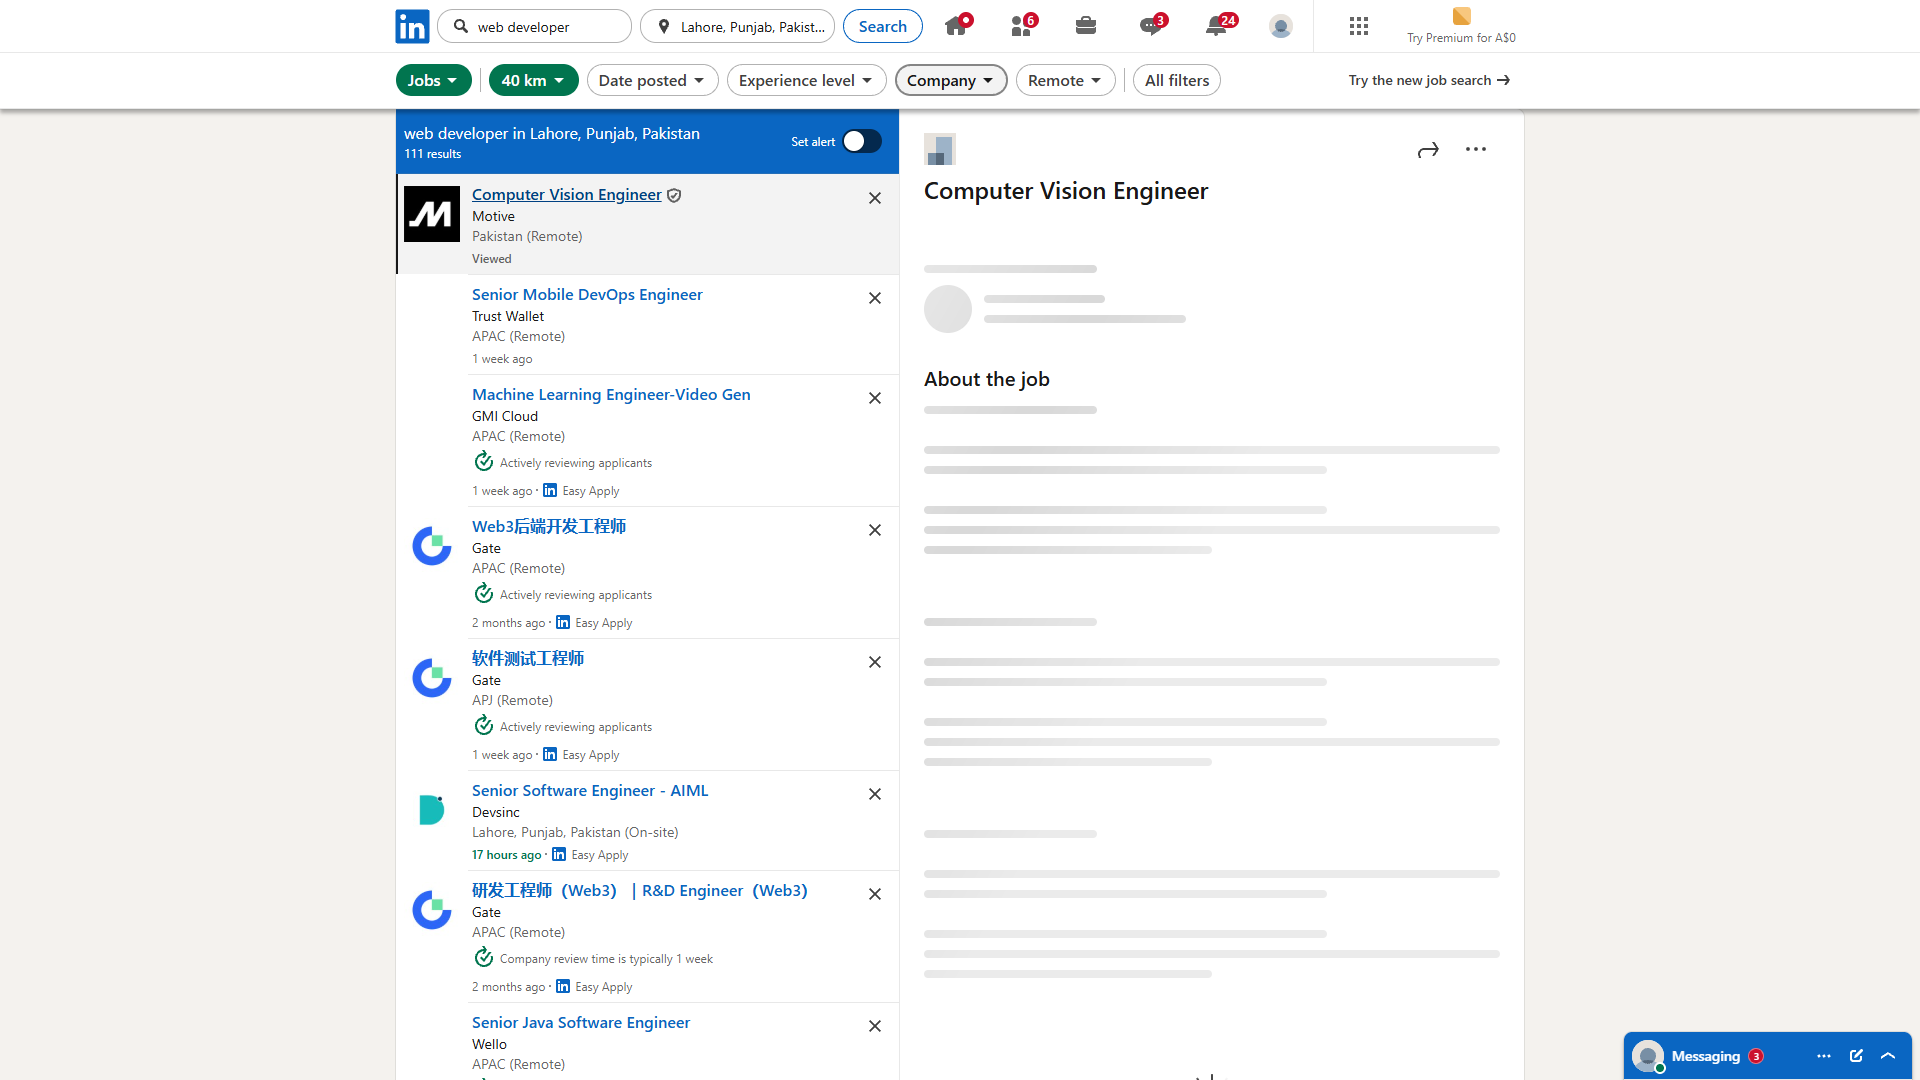 web developer
Lahore, Punjab, Pakist...
Search
6
3
24
Try Premium for A$0
Jobs
40 km
Date posted
Experience level
Company
Remote
All filters
Try the new job search →
web developer in Lahore, Punjab, Pakistan
111 results
Set alert
Computer Vision Engineer
Motive
Pakistan (Remote)
Viewed
Senior Mobile DevOps Engineer
Trust Wallet
APAC (Remote)
1 week ago
Machine Learning Engineer-Video Gen
GMI Cloud
APAC (Remote)
Actively reviewing applicants
1 week ago · in Easy Apply
Web3后端开发工程师
Gate
APAC (Remote)
Actively reviewing applicants
2 months ago · in Easy Apply
软件测试工程师
Gate
APJ (Remote)
Actively reviewing applicants
1 week ago · in Easy Apply
Senior Software Engineer - AIML
Devsinc
Lahore, Punjab, Pakistan (On-site)
17 hours ago · in Easy Apply
研发工程师（Web3）｜R&D Engineer（Web3）
Gate
APAC (Remote)
Company review time is typically 1 week
2 months ago · in Easy Apply
Senior Java Software Engineer
Wello
APAC (Remote)
Computer Vision Engineer
About the job
Messaging 3